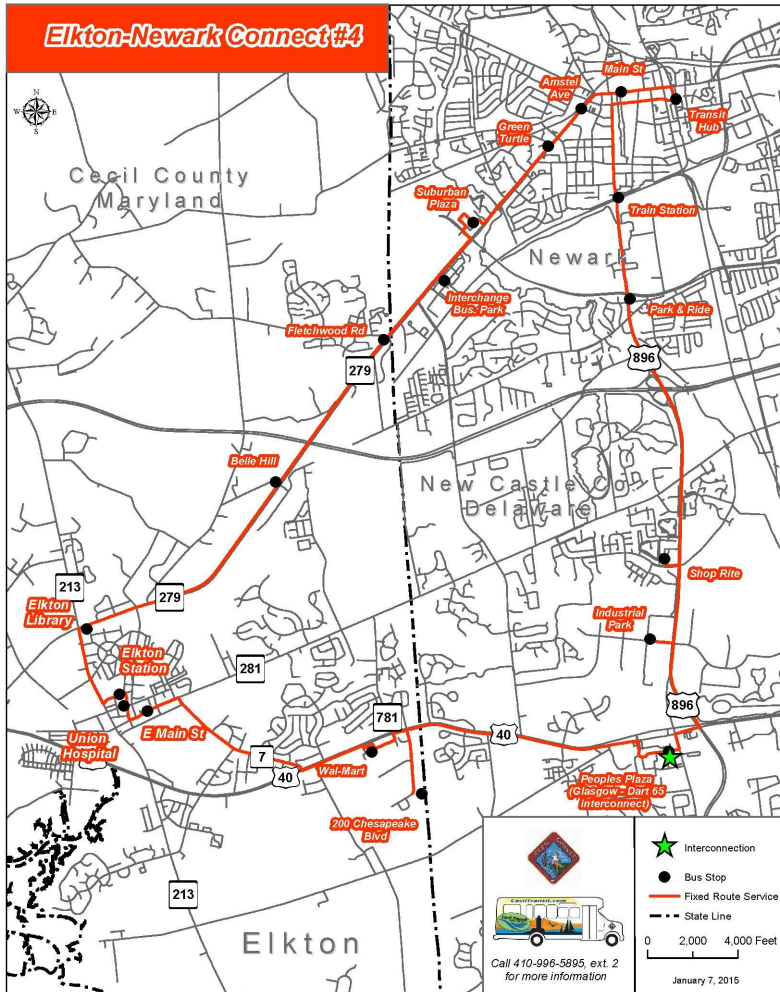 Elkton-Newark Connect #4
N
W
E
S
Cecil County
Maryland
Main St
Amstel
Ave
Transit
Hub
Green
Turtle
Suburban
Plaza
Train Station
Newark
Interchange
Bus. Park
Park & Ride
Fletchwood Rd
896
279
Belle Hill
New Castle Co.
Delaware
Shop Rite
213
279
Elkton
Library
Industrial
Park
Elkton
Station
281
E Main St
896
781
40
Union
Hospital
7
Wal-Mart
40
Peoples Plaza
(Glasgow - Dart 65
Interconnect)
200 Chesapeake
Blvd
213
Elkton
CecilTransit.com
Call 410-996-5895, ext. 2
for more information
Interconnection
Bus Stop
Fixed Route Service
State Line
0 2,000 4,000 Feet
January 7, 2015